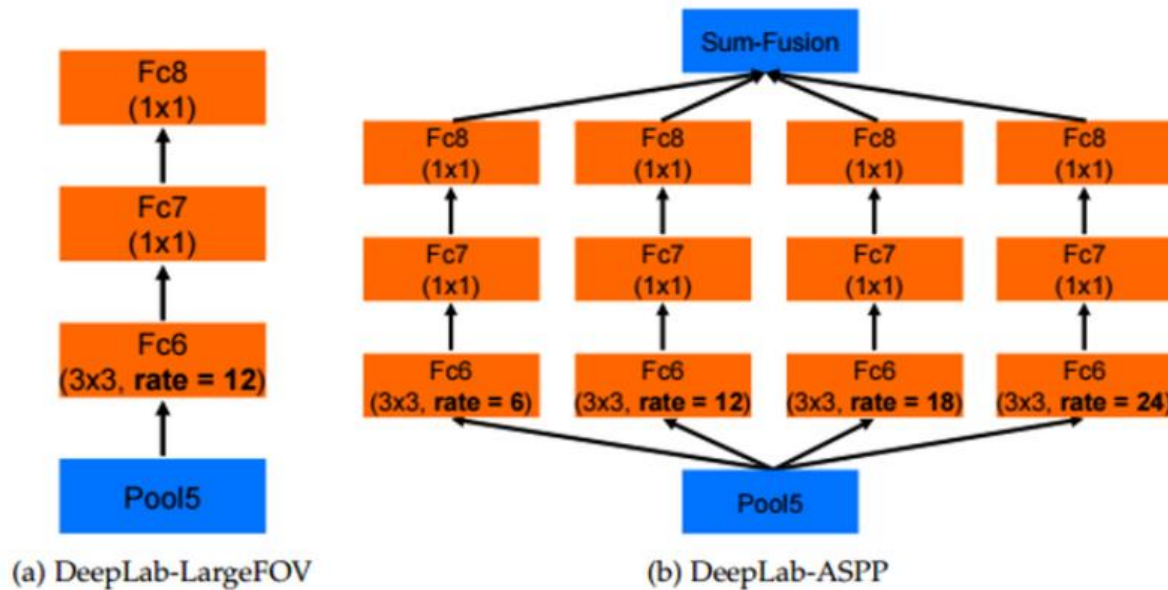 Fc8
(1x1)
Fc7
(1x1)
Fc6
(3x3, rate = 12)
Pool5
(a) DeepLab-LargeFOV
Sum-Fusion
Fc8
(1x1)
Fc8
(1x1)
Fc8
(1x1)
Fc8
(1x1)
Fc7
(1x1)
Fc7
(1x1)
Fc7
(1x1)
Fc7
(1x1)
Fc6
(3x3, rate = 6)
Fc6
(3x3, rate = 12)
Fc6
(3x3, rate = 18)
Fc6
(3x3, rate = 24)
Pool5
(b) DeepLab-ASPP